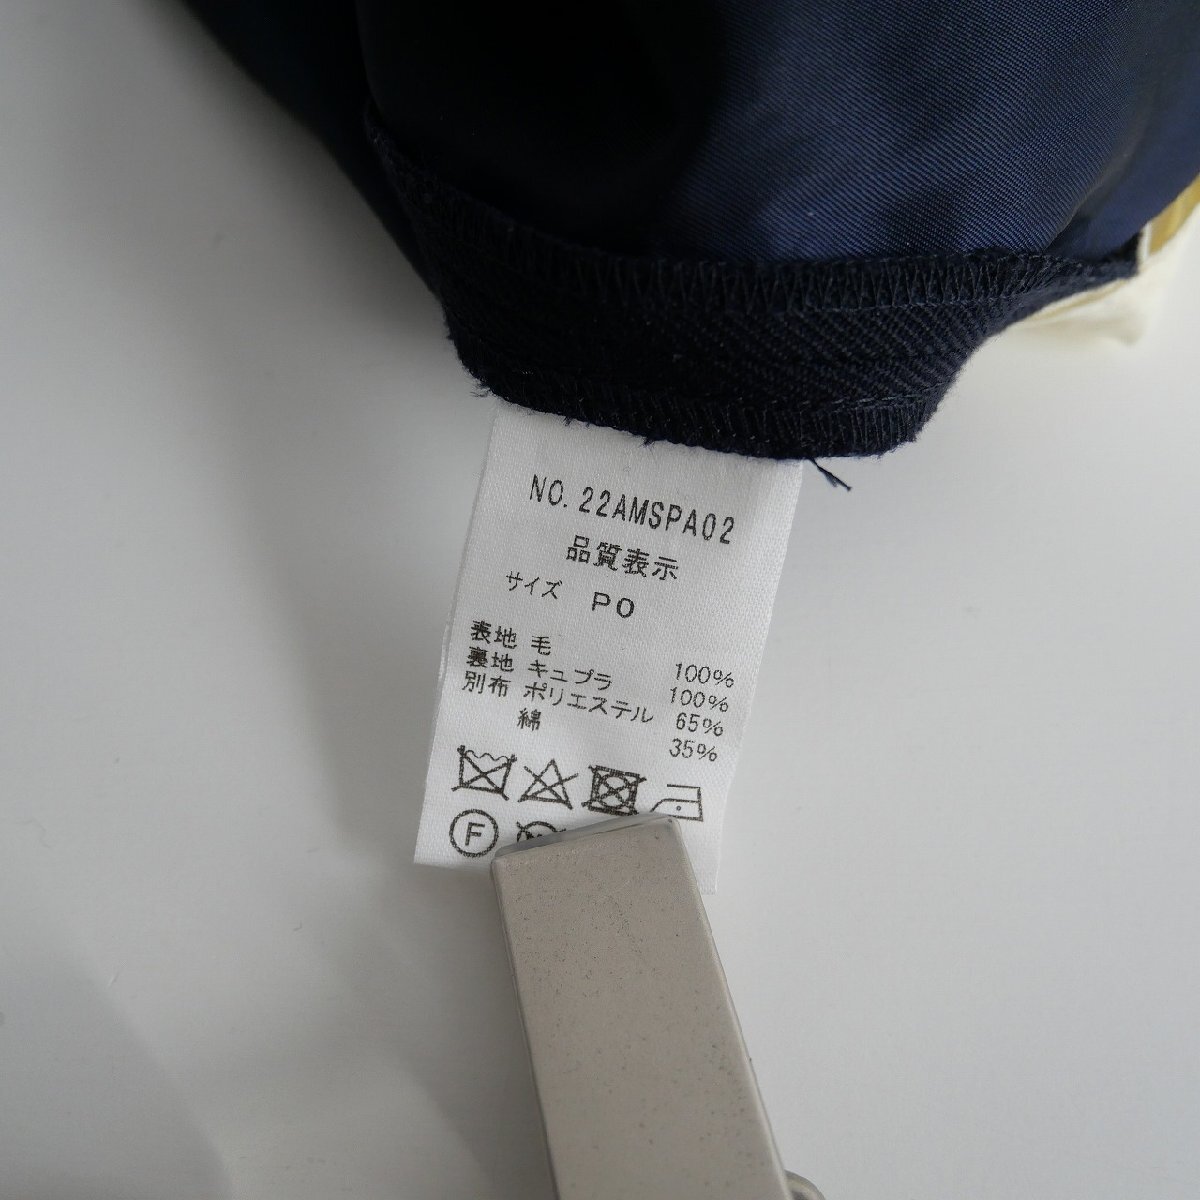 NO. 22AMSPA02
品質表示
サイズ PO
表地 毛 100%
裏地 キュプラ 100%
別布 ポリエステル 65%
綿 35%
F